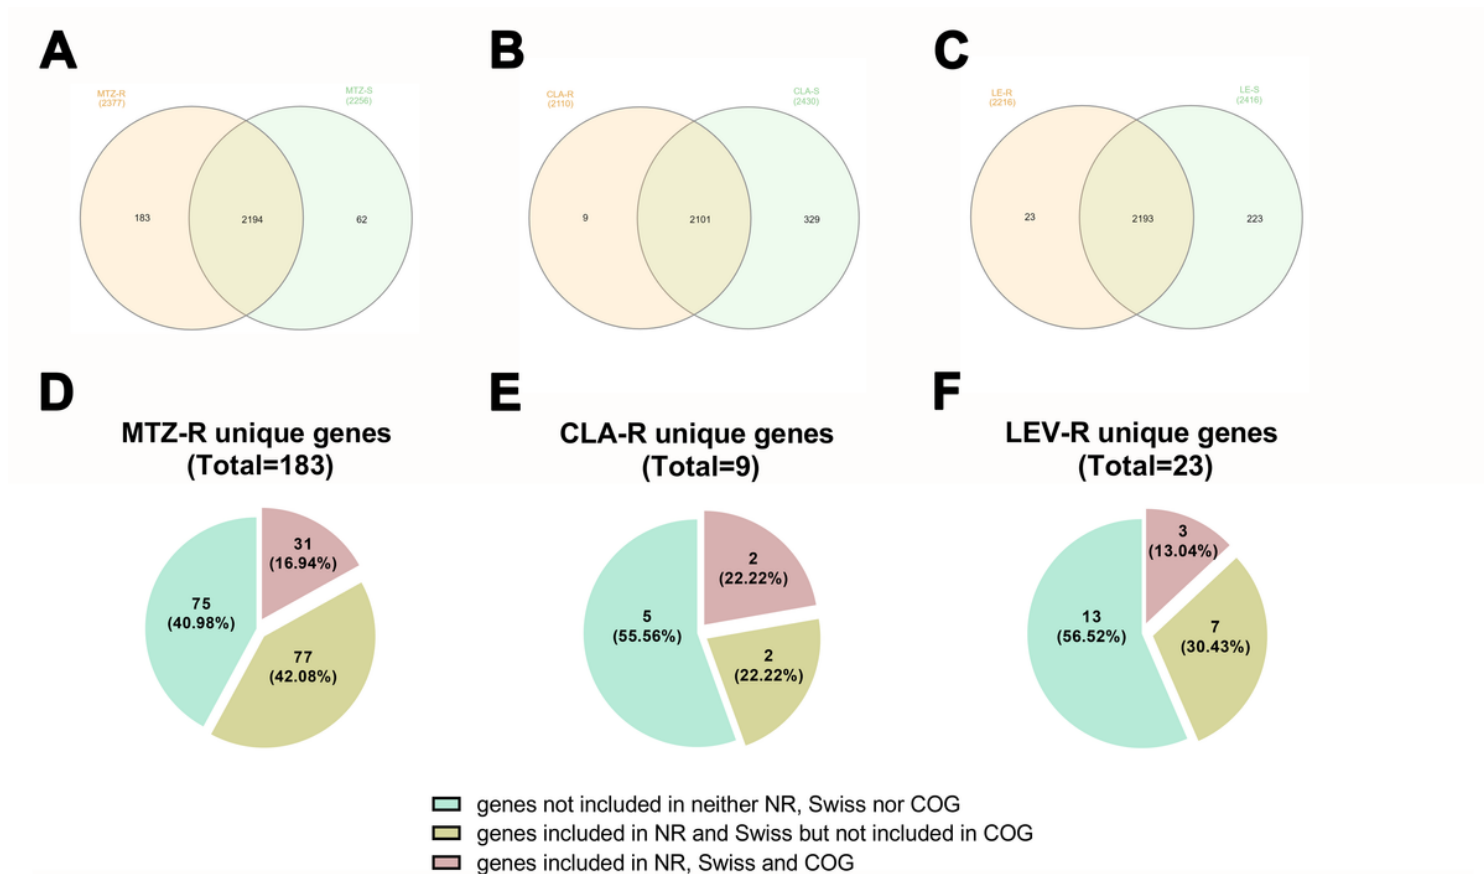 A
B
C
MTZ-R
(2377)
MTZ-S
(2256)
183
2194
62
CLA-R
(2110)
CLA-S
(2430)
9
2101
329
LE-R
(2216)
LE-S
(2416)
23
2193
223
D
E
F
MTZ-R unique genes
(Total=183)
31
(16.94%)
75
(40.98%)
77
(42.08%)
CLA-R unique genes
(Total=9)
2
(22.22%)
5
(55.56%)
2
(22.22%)
LEV-R unique genes
(Total=23)
3
(13.04%)
13
(56.52%)
7
(30.43%)
genes not included in neither NR, Swiss nor COG
genes included in NR and Swiss but not included in COG
genes included in NR, Swiss and COG